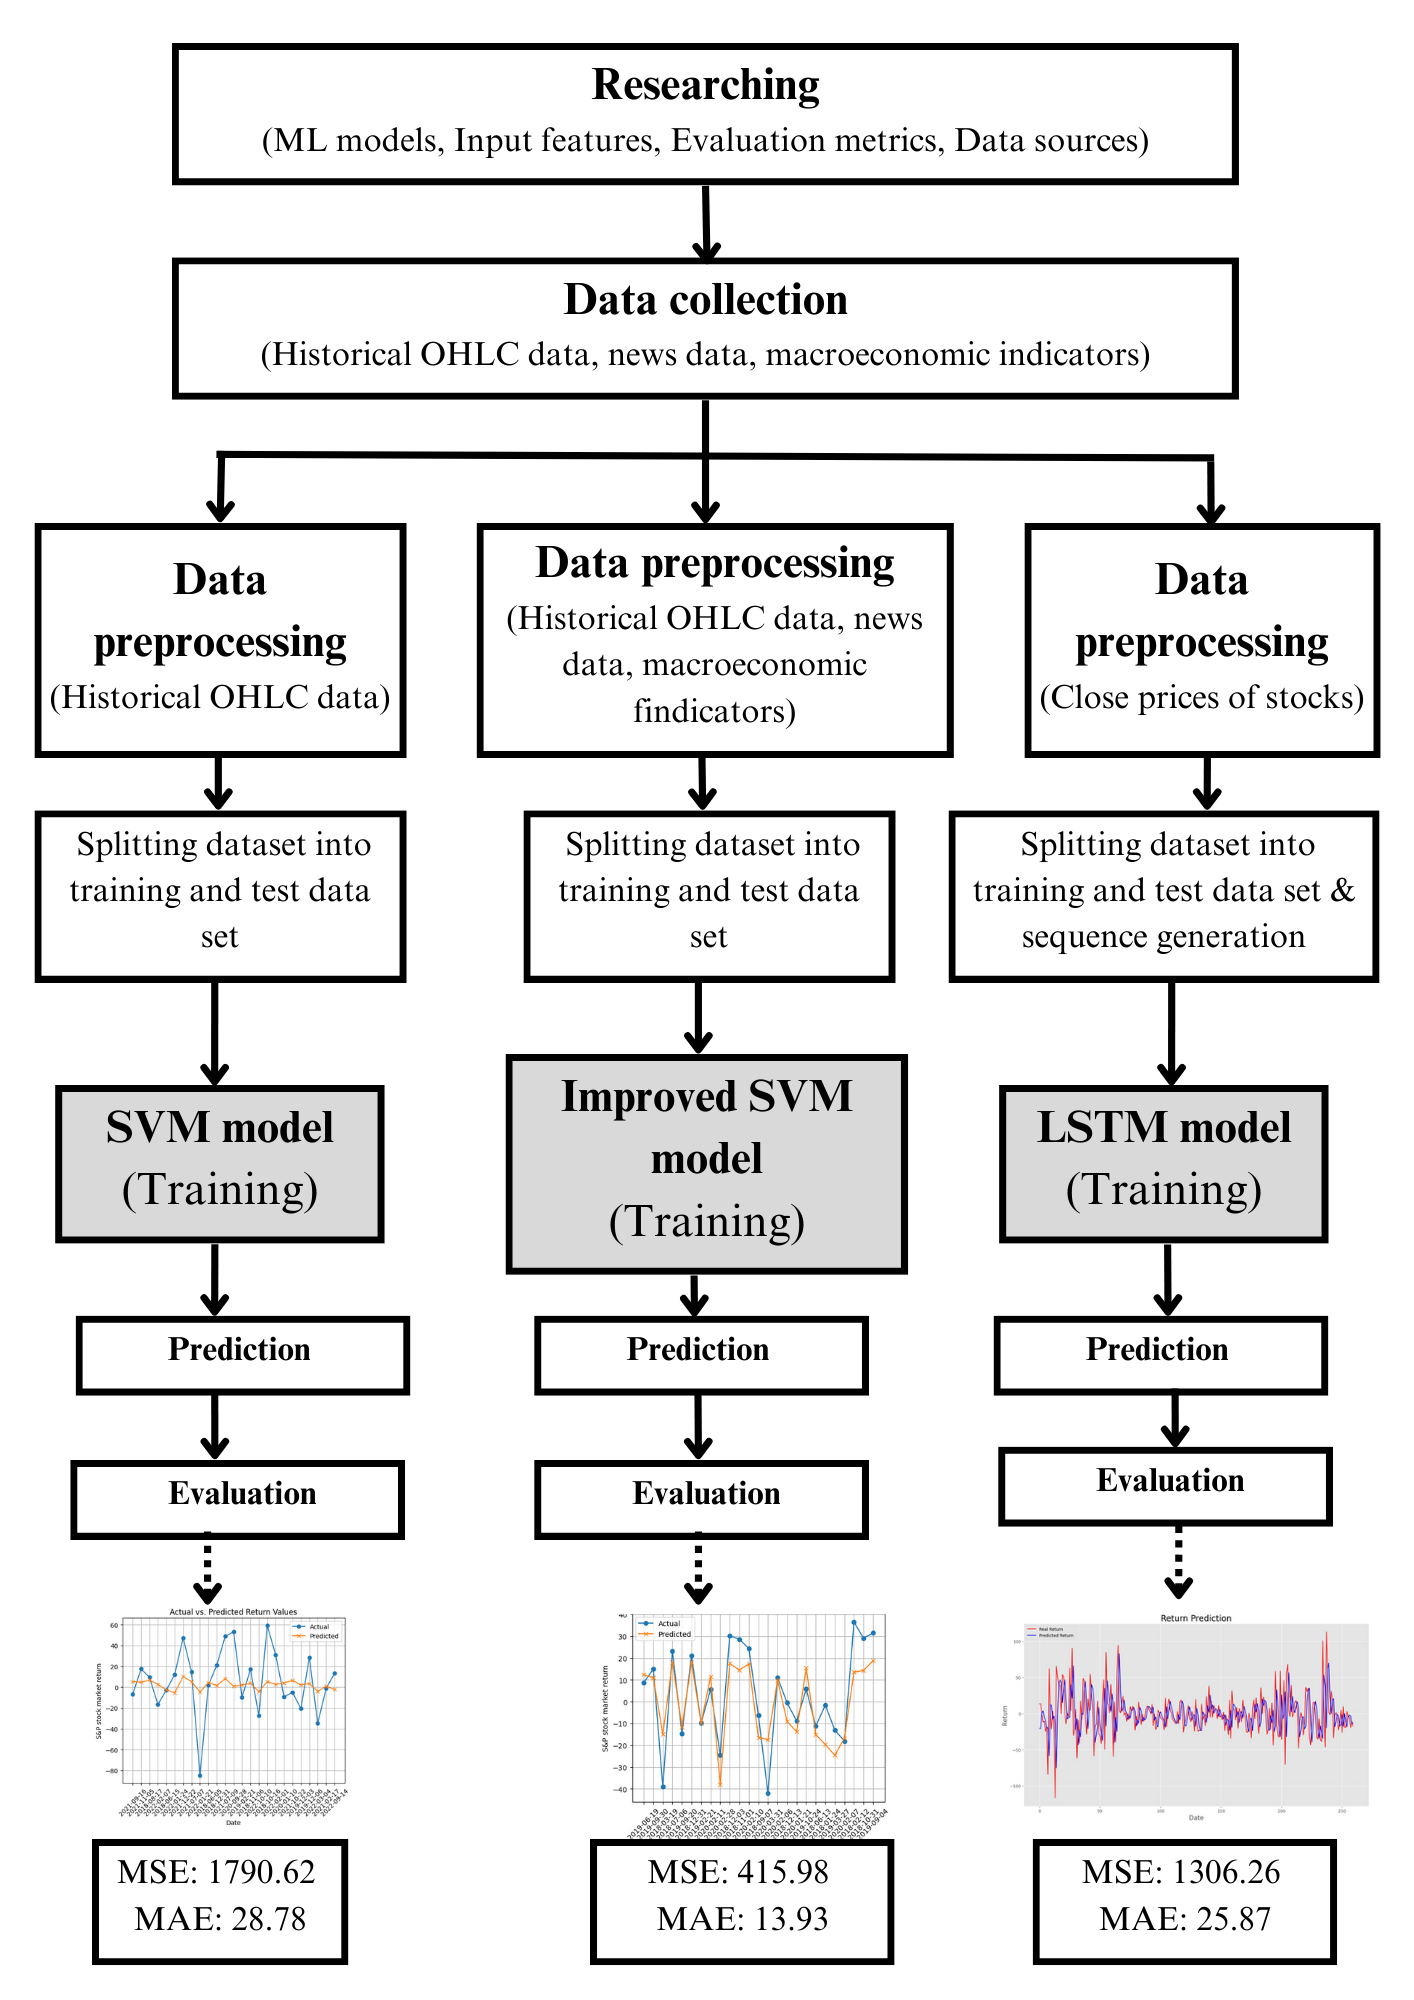 Researching
(ML models, Input features, Evaluation metrics, Data sources)
Data collection
(Historical OHLC data, news data, macroeconomic indicators)
Data
preprocessing
(Historical OHLC data)
Data preprocessing
(Historical OHLC data, news
data, macroeconomic
findicators)
Data
preprocessing
(Close prices of stocks)
Splitting dataset into
training and test data
set
Splitting dataset into
training and test data
set
Splitting dataset into
training and test data set &
sequence generation
SVM model
(Training)
Improved SVM
model
(Training)
LSTM model
(Training)
Prediction
Prediction
Prediction
Evaluation
Evaluation
Evaluation
Actual vs. Predicted Return Values
Actual
Predicted
S&P stock market return
60
40
20
0
−20
−40
−60
−80
Date
Actual
Predicted
S&P stock market return
40
30
20
10
0
−10
−20
−30
−40
Return Prediction
Real Return
Predicted Return
Return
100
50
0
−50
−100
0
50
100
150
200
250
Date
MSE: 1790.62
MAE: 28.78
MSE: 415.98
MAE: 13.93
MSE: 1306.26
MAE: 25.87